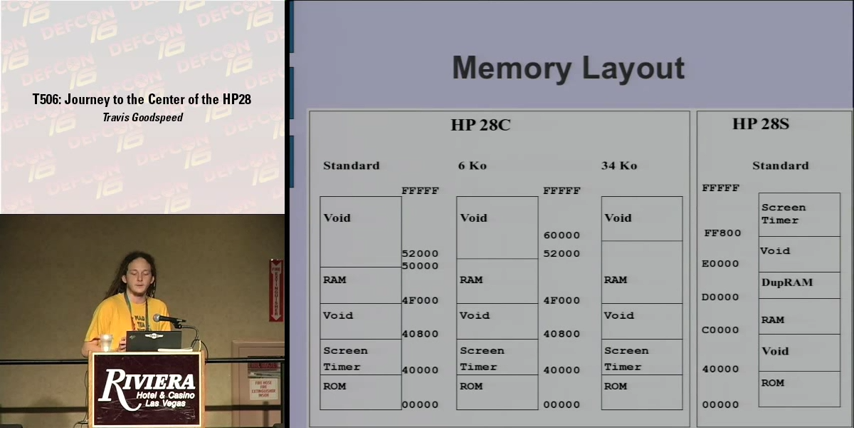 DEFCON
16
T506: Journey to the Center of the HP28
Travis Goodspeed
RIVIERA
Hotel & Casino
Las Vegas
Memory Layout
HP 28C
Standard
6 Ko
34 Ko
FFFFF
FFFFF
Void
Void
Void
60000
52000
52000
50000
RAM
RAM
RAM
4F000
4F000
Void
Void
Void
40800
40800
Screen
Timer
Screen
Timer
Screen
Timer
40000
40000
ROM
ROM
ROM
00000
00000
HP 28S
Standard
FFFFF
Screen
Timer
FF800
Void
E0000
DupRAM
D0000
RAM
C0000
Void
40000
ROM
00000